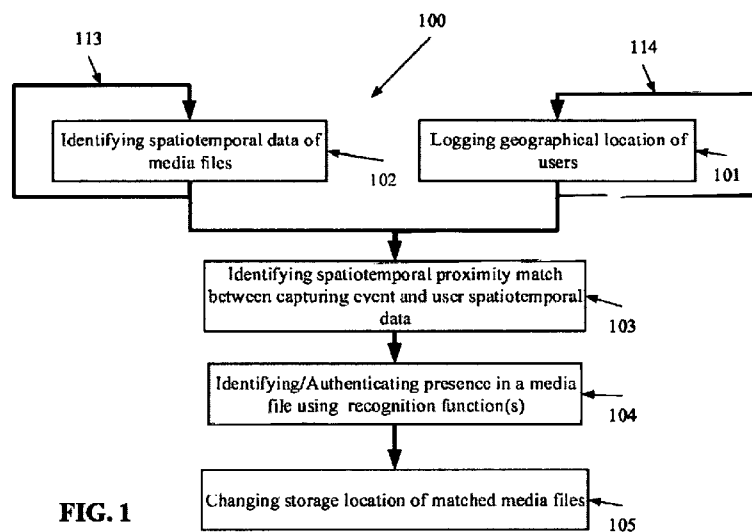 113
100
114
Identifying spatiotemporal data of
media files
102
Logging geographical location of
users
101
Identifying spatiotemporal proximity match
between capturing event and user spatiotemporal
data
103
Identifying/Authenticating presence in a media
file using recognition function(s)
104
Changing storage location of matched media files
105
FIG. 1